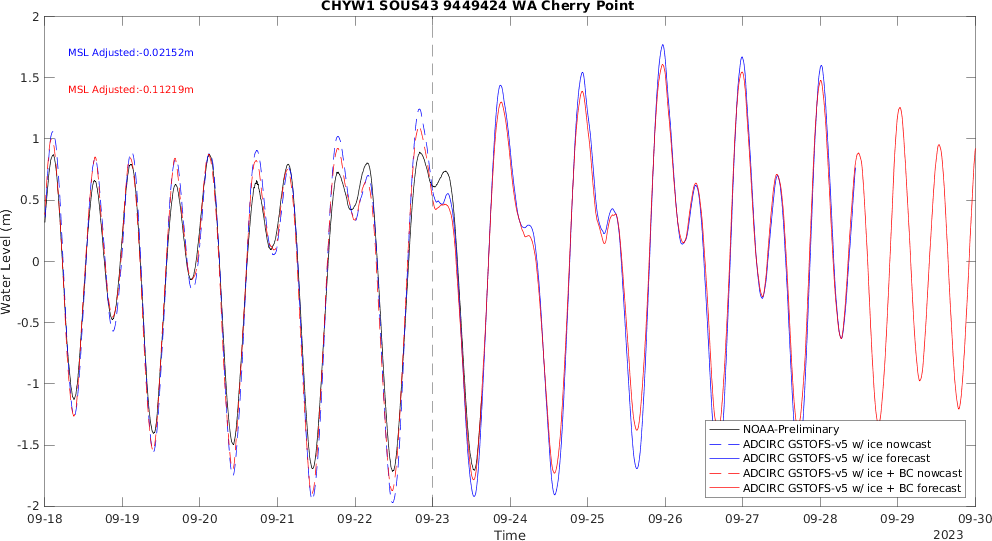 CHYW1 SOUS43 9449424 WA Cherry Point
MSL Adjusted:-0.02152m
MSL Adjusted:-0.11219m
Water Level (m)
2
1.5
1
0.5
0
-0.5
-1
-1.5
-2
NOAA-Preliminary
ADCIRC GSTOFS-v5 w/ ice nowcast
ADCIRC GSTOFS-v5 w/ ice forecast
ADCIRC GSTOFS-v5 w/ ice + BC nowcast
ADCIRC GSTOFS-v5 w/ ice + BC forecast
09-18 09-19 09-20 09-21 09-22 09-23 09-24 09-25 09-26 09-27 09-28 09-29 09-30
Time
2023